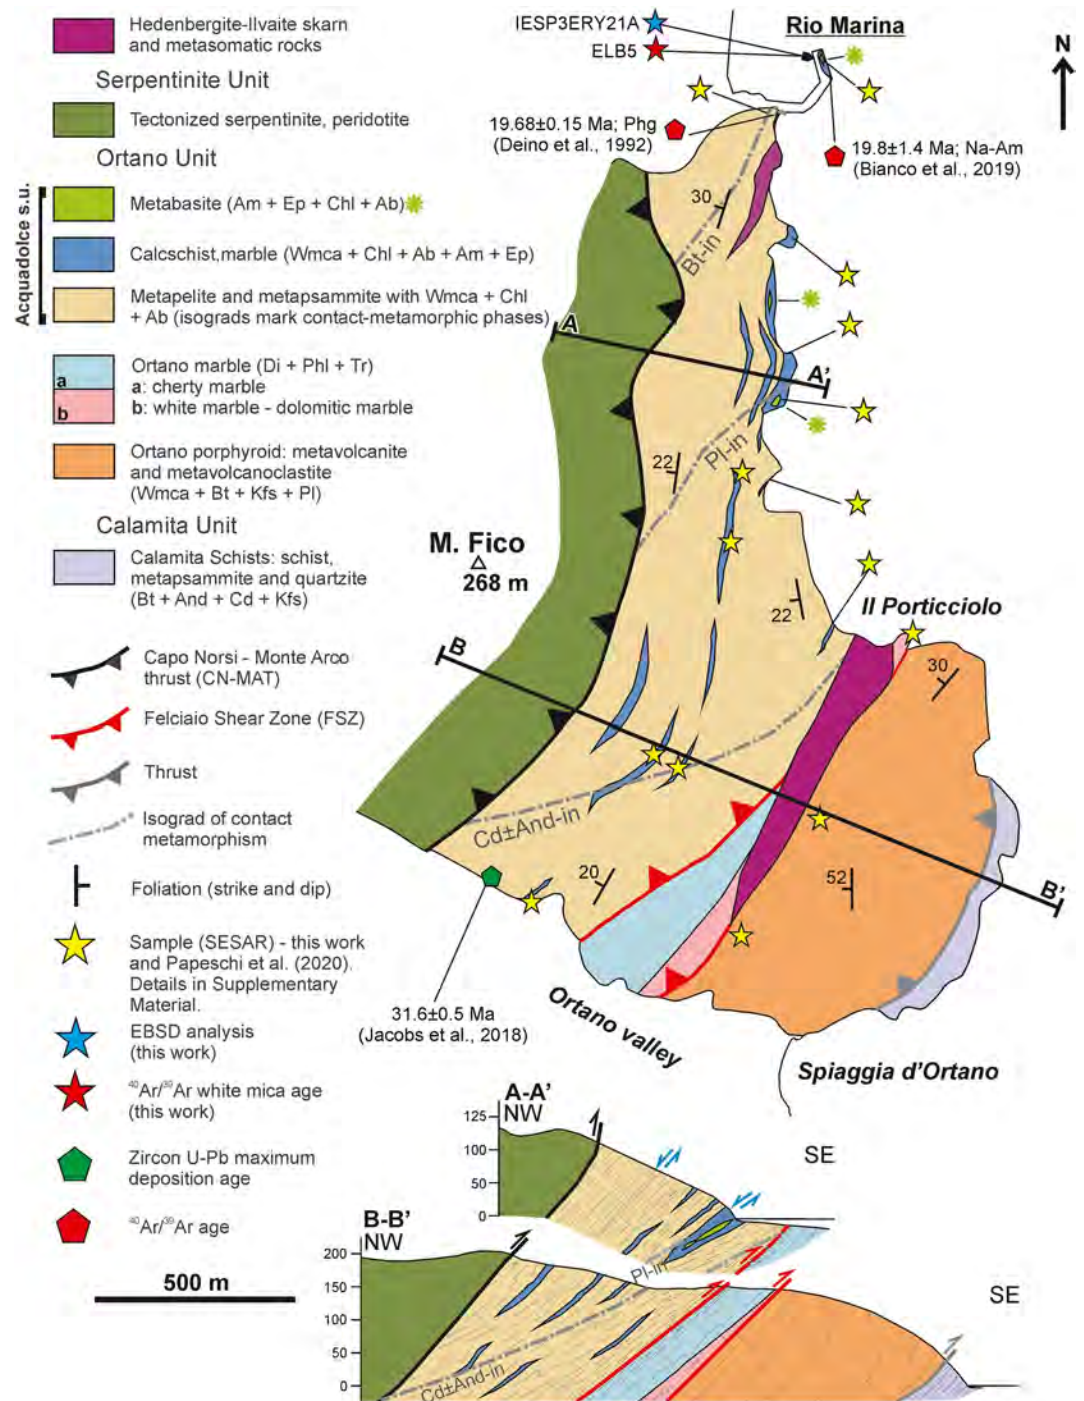 Hedenbergite-Ilvaite skarn
and metasomatic rocks
Serpentinite Unit
Tectonized serpentinite, peridotite
Ortano Unit
Acquadolce s.u.
Metabasite (Am + Ep + Chl + Ab)
Calcschist,marble (Wmca + Chl + Ab + Am + Ep)
Metapelite and metapsammite with Wmca + Chl
+ Ab (isograds mark contact-metamorphic phases)
a
b
Ortano marble (Di + Phl + Tr)
a: cherty marble
b: white marble - dolomitic marble
Ortano porphyroid: metavolcanite
and metavolcanoclastite
(Wmca + Bt + Kfs + Pl)
Calamita Unit
Calamita Schists: schist,
metapsammite and quartzite
(Bt + And + Cd + Kfs)
Capo Norsi - Monte Arco
thrust (CN-MAT)
Felciaio Shear Zone (FSZ)
Thrust
Isograd of contact
metamorphism
Foliation (strike and dip)
Sample (SESAR) - this work
and Papeschi et al. (2020).
Details in Supplementary
Material.
EBSD analysis
(this work)
40Ar/39Ar white mica age
(this work)
Zircon U-Pb maximum
deposition age
40Ar/39Ar age
500 m
IESP3ERY21A
ELB5
Rio Marina
N
19.68±0.15 Ma; Phg
(Deino et al., 1992)
19.8±1.4 Ma; Na-Am
(Bianco et al., 2019)
30
Bt-in
A
A'
Pl-in
22
M. Fico
268 m
22
Il Porticciolo
B
30
Cd±And-in
20
52
B'
31.6±0.5 Ma
(Jacobs et al., 2018)
Ortano valley
Spiaggia d'Ortano
A-A'
NW
SE
125
100
50
0
Pl-in
B-B'
NW
SE
200
150
100
50
0
Cd±And-in